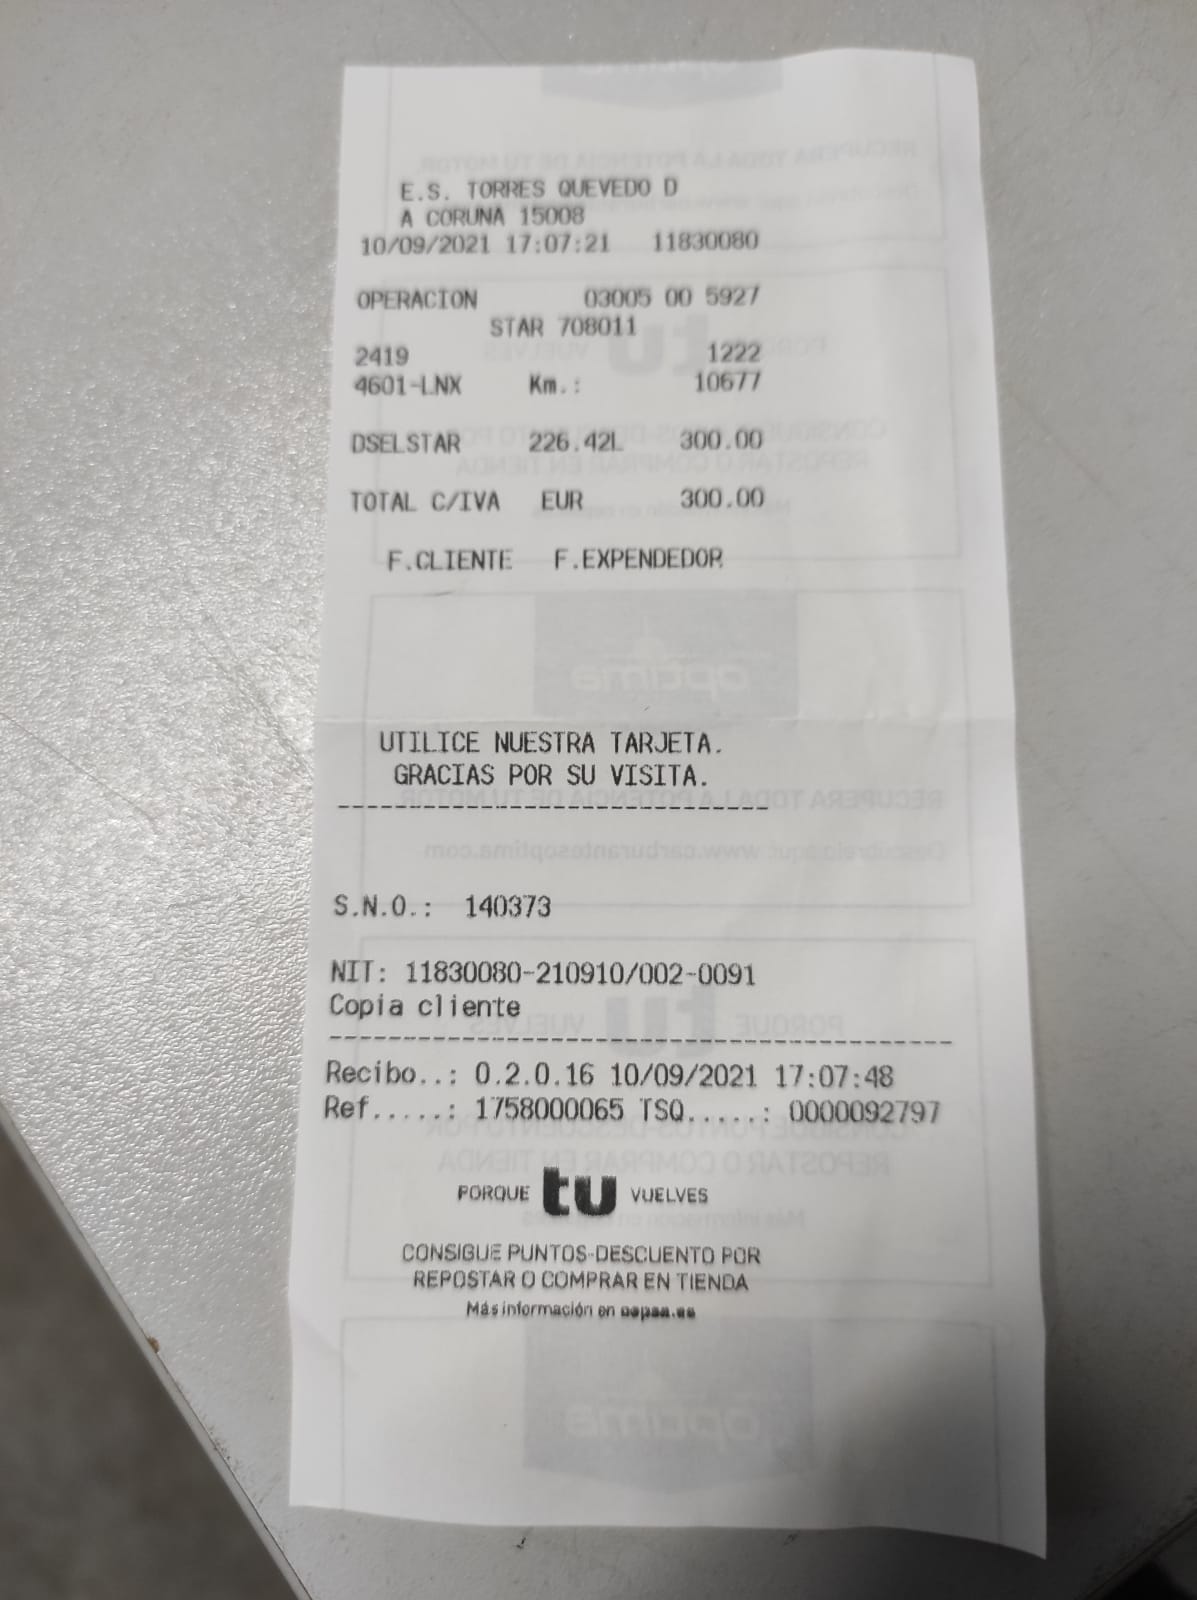 E.S. TORRES QUEVEDO D
A CORUNA 15008
10/09/2021 17:07:21 11830080
OPERACION 03005 00 5927
STAR 708011
2419 1222
4601-LNX Km.: 10677
DSELSTAR 226.42L 300.00
TOTAL C/IVA EUR 300.00
F.CLIENTE F.EXPENDEDOR
UTILICE NUESTRA TARJETA.
GRACIAS POR SU VISITA.
------------------------------
S.N.O.: 140373
NIT: 11830080-210910/002-0091
Copia cliente
------------------------------------------
Recibo..: 0.2.0.16 10/09/2021 17:07:48
Ref.....: 1758000065 TSQ.....: 0000092797
PORQUE tu VUELVES
CONSIGUE PUNTOS-DESCUENTO POR
REPOSTAR O COMPRAR EN TIENDA
Más información en cepsa.es